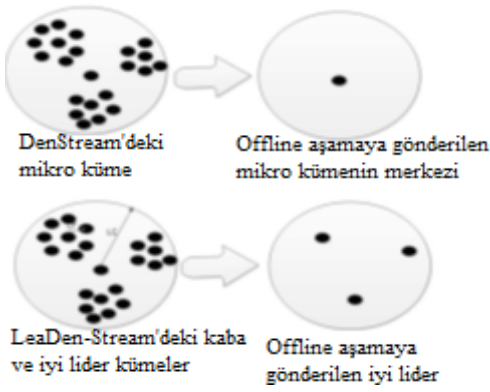 DenStream'deki
mikro küme
Offline aşamaya gönderilen
mikro kümenin merkezi
LeaDen-Stream'deki kaba
ve iyi lider kümeler
Offline aşamaya
gönderilen iyi lider